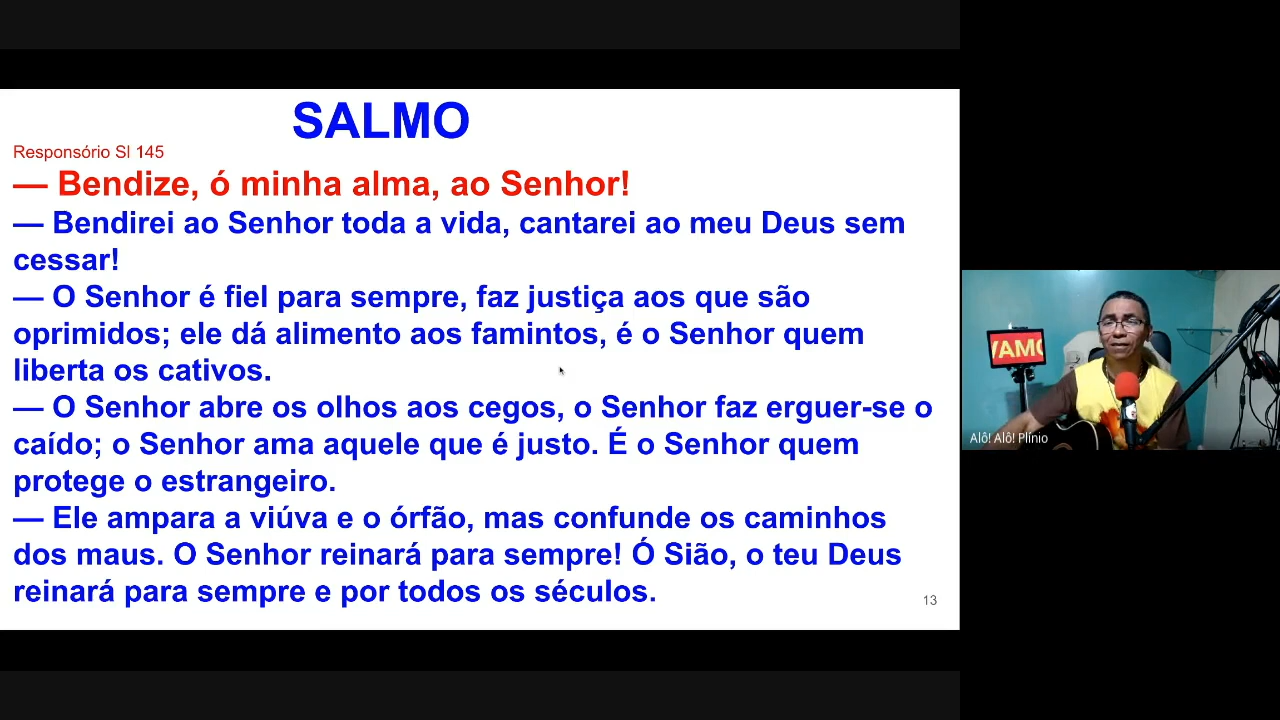 SALMO
Responsório Sl 145
— Bendize, ó minha alma, ao Senhor!
— Bendirei ao Senhor toda a vida, cantarei ao meu Deus sem
cessar!
— O Senhor é fiel para sempre, faz justiça aos que são
oprimidos; ele dá alimento aos famintos, é o Senhor quem
liberta os cativos.
— O Senhor abre os olhos aos cegos, o Senhor faz erguer-se o
caído; o Senhor ama aquele que é justo. É o Senhor quem
protege o estrangeiro.
— Ele ampara a viúva e o órfão, mas confunde os caminhos
dos maus. O Senhor reinará para sempre! Ó Sião, o teu Deus
reinará para sempre e por todos os séculos.
13
VAMO
Alô! Alô! Plínio